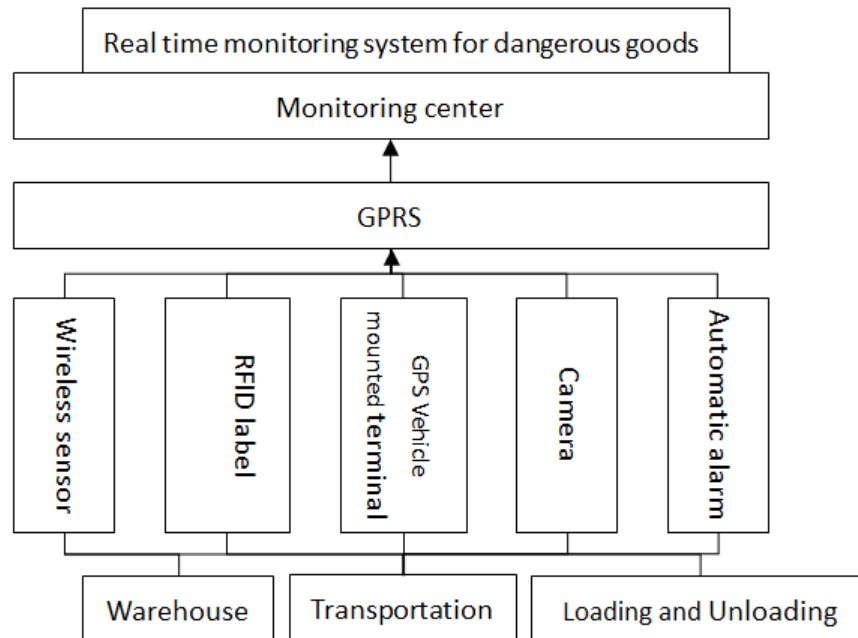 Real time monitoring system for dangerous goods
Monitoring center
GPRS
Wireless sensor
RFID label
GPS Vehicle
mounted terminal
Camera
Automatic alarm
Warehouse
Transportation
Loading and Unloading